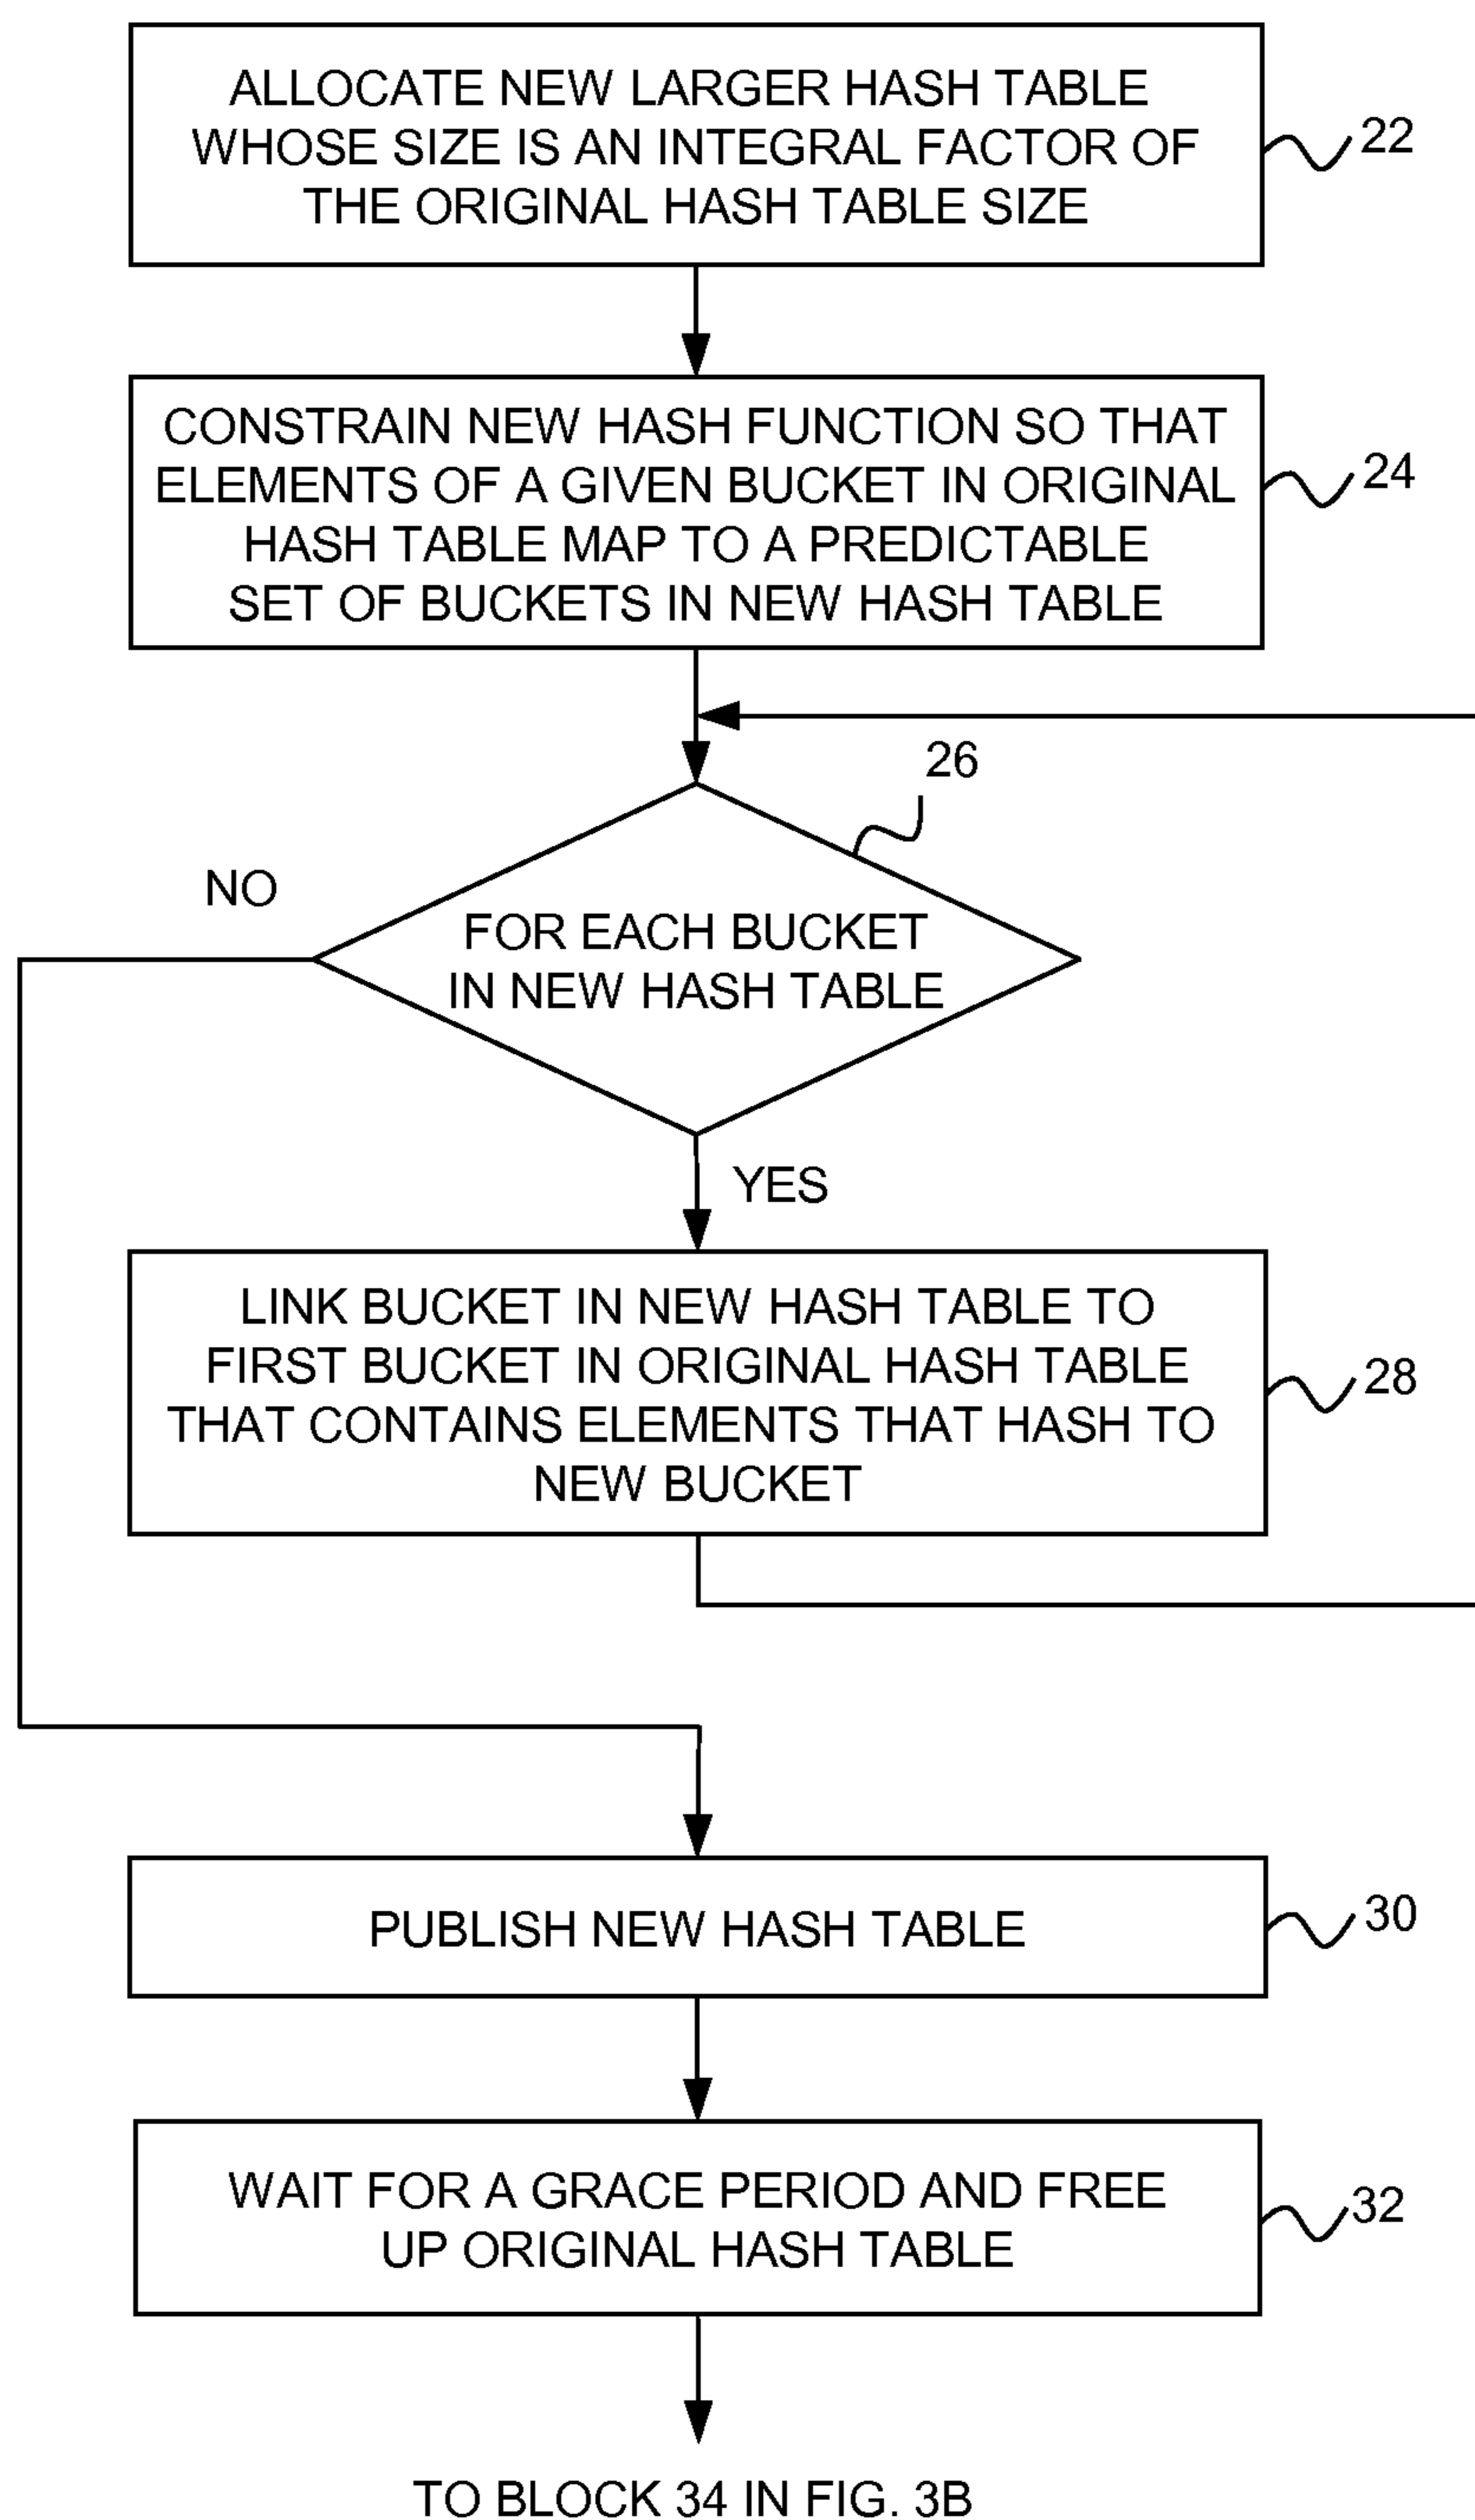 ALLOCATE NEW LARGER HASH TABLE
WHOSE SIZE IS AN INTEGRAL FACTOR OF
THE ORIGINAL HASH TABLE SIZE
22
CONSTRAIN NEW HASH FUNCTION SO THAT
ELEMENTS OF A GIVEN BUCKET IN ORIGINAL
HASH TABLE MAP TO A PREDICTABLE
SET OF BUCKETS IN NEW HASH TABLE
24
26
NO
FOR EACH BUCKET
IN NEW HASH TABLE
YES
LINK BUCKET IN NEW HASH TABLE TO
FIRST BUCKET IN ORIGINAL HASH TABLE
THAT CONTAINS ELEMENTS THAT HASH TO
NEW BUCKET
28
PUBLISH NEW HASH TABLE
30
WAIT FOR A GRACE PERIOD AND FREE
UP ORIGINAL HASH TABLE
32
TO BLOCK 34 IN FIG. 3B